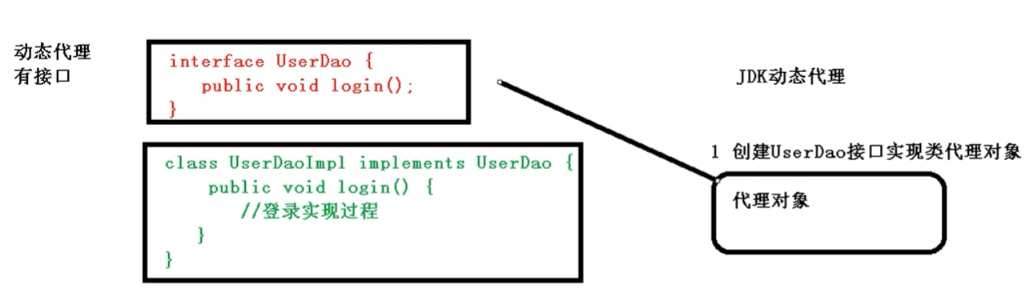 动态代理
有接口
interface UserDao {
public void login();
}
class UserDaoImpl implements UserDao {
public void login() {
//登录实现过程
}
}
JDK动态代理
1 创建UserDao接口实现类代理对象
代理对象